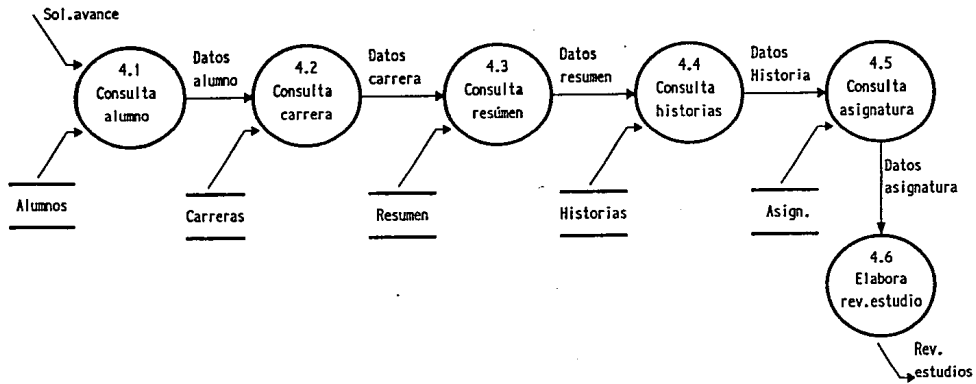 Sol.avance
4.1
Consulta
alumno
Datos
alumno
4.2
Consulta
carrera
Datos
carrera
4.3
Consulta
resúmen
Datos
resumen
4.4
Consulta
historias
Datos
Historia
4.5
Consulta
asignatura
Alumnos
Carreras
Resumen
Historias
Asign.
Datos
asignatura
4.6
Elabora
rev.estudio
Rev.
estudios